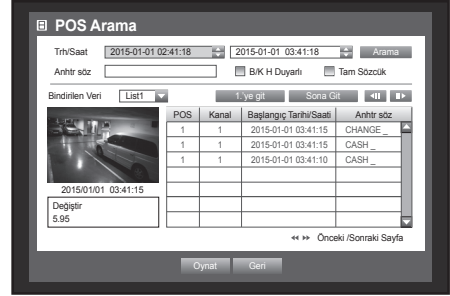 POS Arama
Trh/Saat 2015-01-01 02:41:18 2015-01-01 03:41:18 Arama
Anhtr söz B/K H Duyarlı Tam Sözcük
Bindirilen Veri List1 1.'ye git Sona Git
POS Kanal Başlangıç Tarihi/Saati Anhtr söz
1 1 2015-01-01 03:41:15 CHANGE _
1 1 2015-01-01 03:41:15 CASH _
1 1 2015-01-01 03:41:10 CASH _
2015/01/01 03:41:15
Değiştir
5.95
Önceki /Sonraki Sayfa
Oynat Geri